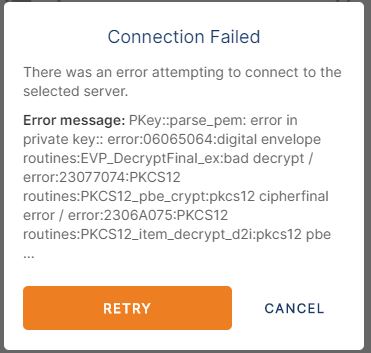 Connection Failed
There was an error attempting to connect to the
selected server.
Error message: PKey::parse_pem: error in
private key:: error:06065064:digital envelope
routines:EVP_DecryptFinal_ex:bad decrypt /
error:23077074:PKCS12
routines:PKCS12_pbe_crypt:pkcs12 cipherfinal
error / error:2306A075:PKCS12
routines:PKCS12_item_decrypt_d2i:pkcs12 pbe
...
RETRY
CANCEL